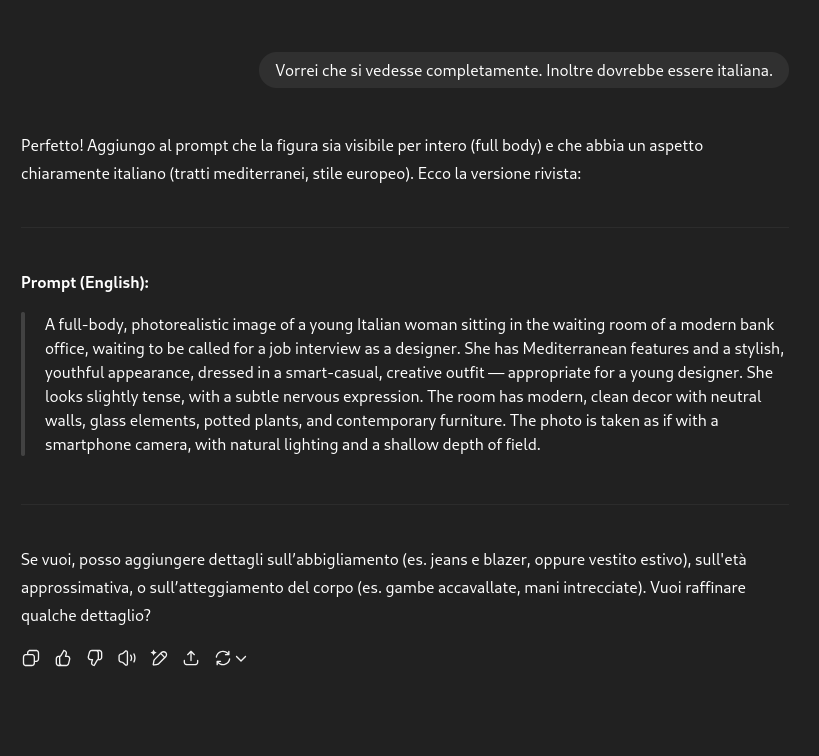 Vorrei che si vedesse completamente. Inoltre dovrebbe essere italiana.
Perfetto! Aggiungo al prompt che la figura sia visibile per intero (full body) e che abbia un aspetto
chiaramente italiano (tratti mediterranei, stile europeo). Ecco la versione rivista:
Prompt (English):
A full-body, photorealistic image of a young Italian woman sitting in the waiting room of a modern bank
office, waiting to be called for a job interview as a designer. She has Mediterranean features and a stylish,
youthful appearance, dressed in a smart-casual, creative outfit — appropriate for a young designer. She
looks slightly tense, with a subtle nervous expression. The room has modern, clean decor with neutral
walls, glass elements, potted plants, and contemporary furniture. The photo is taken as if with a
smartphone camera, with natural lighting and a shallow depth of field.
Se vuoi, posso aggiungere dettagli sull’abbigliamento (es. jeans e blazer, oppure vestito estivo), sull'età
approssimativa, o sull’atteggiamento del corpo (es. gambe accavallate, mani intrecciate). Vuoi raffinare
qualche dettaglio?